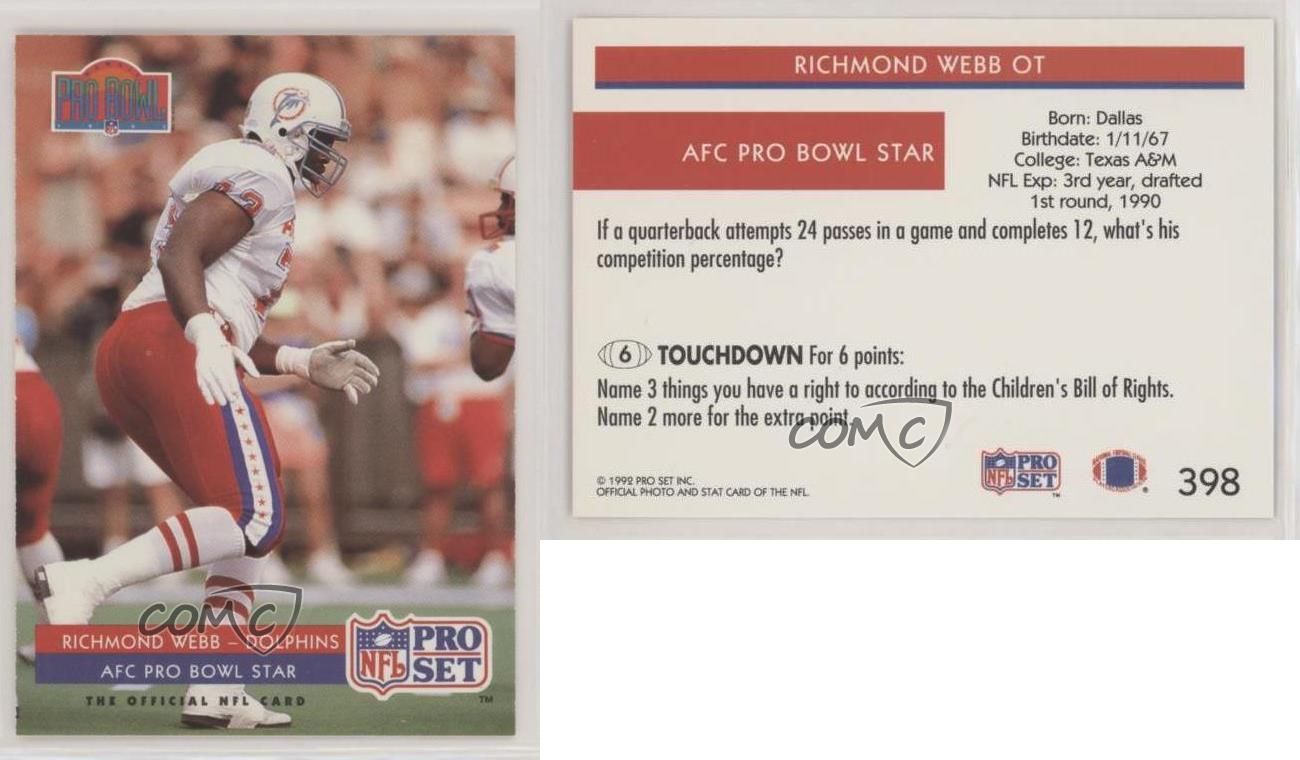 PRO BOWL
NFL
73
COMC
RICHMOND WEBB – DOLPHINS
AFC PRO BOWL STAR
NFL PRO SET
THE OFFICIAL NFL CARD
™
RICHMOND WEBB OT
AFC PRO BOWL STAR
Born: Dallas
Birthdate: 1/11/67
College: Texas A&M
NFL Exp: 3rd year, drafted
1st round, 1990
If a quarterback attempts 24 passes in a game and completes 12, what's his
competition percentage?
6 TOUCHDOWN For 6 points:
Name 3 things you have a right to according to the Children's Bill of Rights.
Name 2 more for the extra point.
COMC
© 1992 PRO SET INC.
OFFICIAL PHOTO AND STAT CARD OF THE NFL.
NFL PRO SET ™
®
398